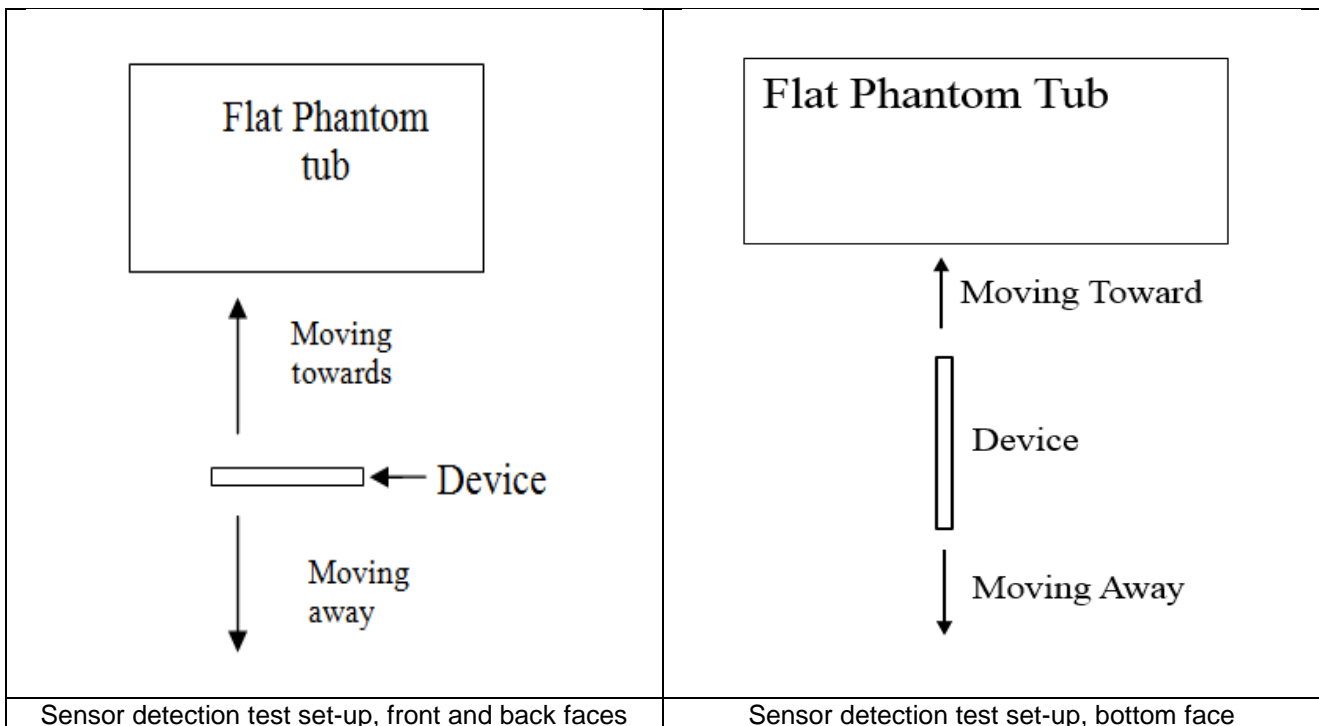 Flat Phantom
tub
Moving
towards
Device
Moving
away
Sensor detection test set-up, front and back faces
Flat Phantom Tub
Moving Toward
Device
Moving Away
Sensor detection test set-up, bottom face